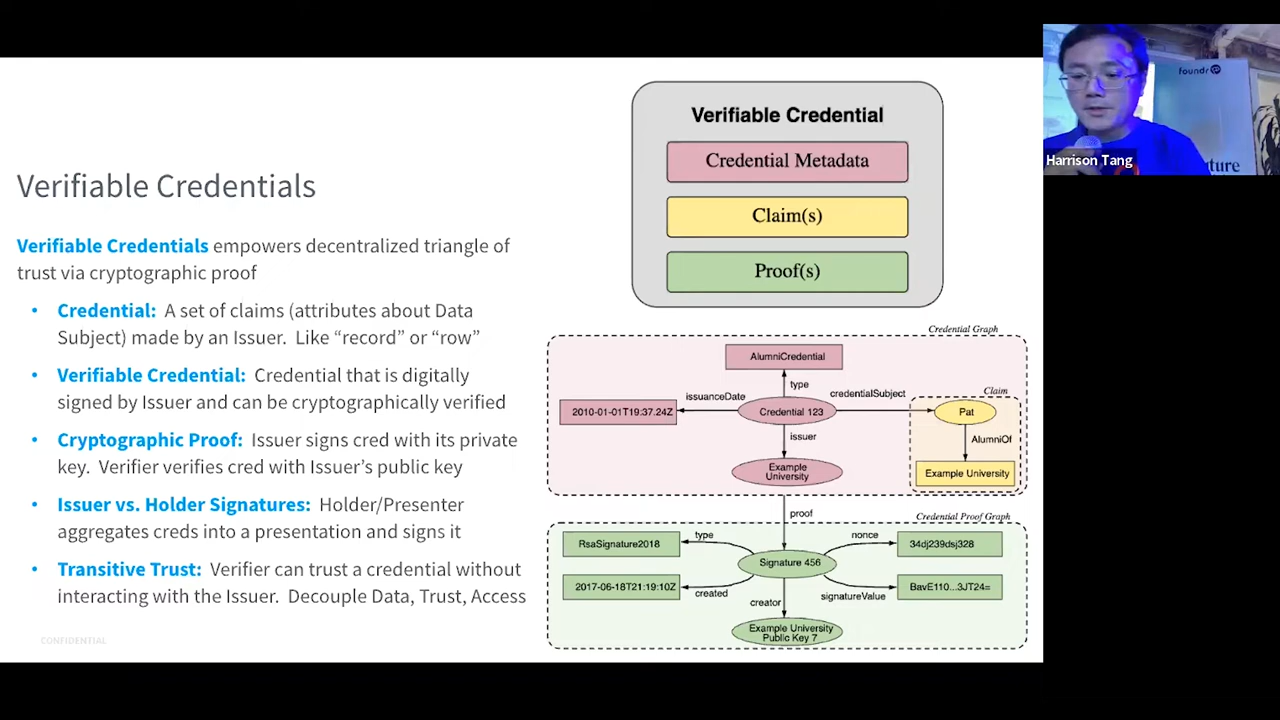 Verifiable Credentials
Verifiable Credentials empowers decentralized triangle of
trust via cryptographic proof
• Credential: A set of claims (attributes about Data
Subject) made by an Issuer. Like “record” or “row”
• Verifiable Credential: Credential that is digitally
signed by Issuer and can be cryptographically verified
• Cryptographic Proof: Issuer signs cred with its private
key. Verifier verifies cred with Issuer’s public key
• Issuer vs. Holder Signatures: Holder/Presenter
aggregates creds into a presentation and signs it
• Transitive Trust: Verifier can trust a credential without
interacting with the Issuer. Decouple Data, Trust, Access
CONFIDENTIAL
Verifiable Credential
Credential Metadata
Claim(s)
Proof(s)
Credential Graph
AlumniCredential
type
issuanceDate
credentialSubject
Claim
2010-01-01T19:37.24Z
Credential 123
Pat
issuer
AlumniOf
Example
University
Example University
proof
Credential Proof Graph
type
nonce
RsaSignature2018
34dj239dsj328
Signature 456
2017-06-18T21:19:10Z
BavE110...3JT24=
created
creator
signatureValue
Example University
Public Key 7
foundr
Harrison Tang
ture